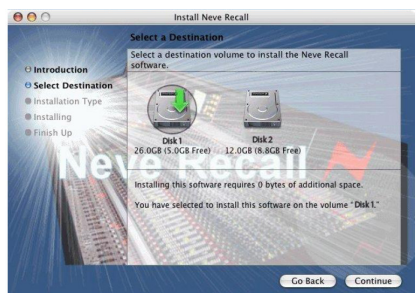 Install Neve Recall
Select a Destination
Select a destination volume to install the Neve Recall
software.
Introduction
Select Destination
Installation Type
Installing
Finish Up
Disk 1
26.0GB (5.0GB Free)
Disk 2
12.0GB (8.8GB Free)
Neve Recall
Installing this software requires 0 bytes of additional space.
You have selected to install this software on the volume "Disk 1."
Go Back
Continue